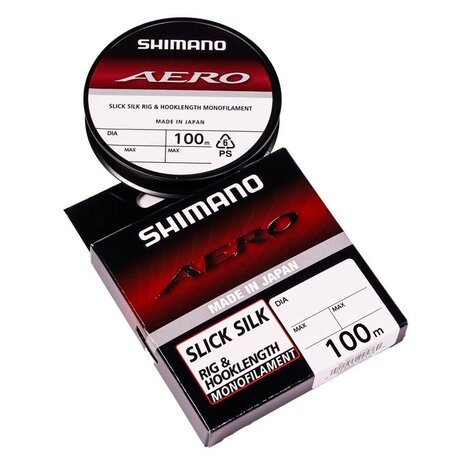 SHIMANO
AERO
SLICK SILK RIG & HOOKLENGTH MONOFILAMENT
MADE IN JAPAN
DIA
100m
MAX
MAX
6
PS
SHIMANO
AERO
MADE IN JAPAN
SLICK SILK
RIG &
HOOKLENGTH
MONOFILAMENT
DIA
MAX
MAX
100m